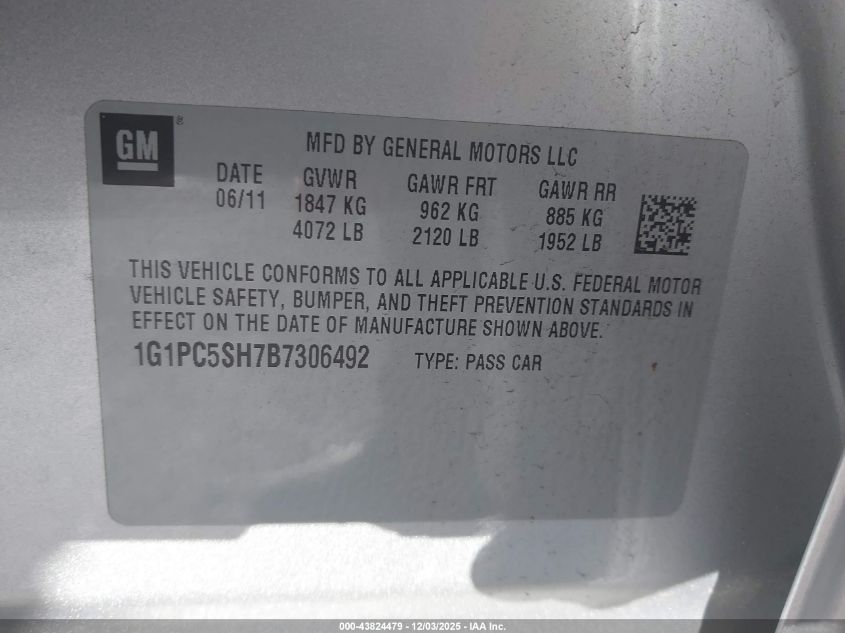 GM ®
MFD BY GENERAL MOTORS LLC
DATE GVWR GAWR FRT GAWR RR
06/11 1847 KG 962 KG 885 KG
4072 LB 2120 LB 1952 LB
THIS VEHICLE CONFORMS TO ALL APPLICABLE U.S. FEDERAL MOTOR
VEHICLE SAFETY, BUMPER, AND THEFT PREVENTION STANDARDS IN
EFFECT ON THE DATE OF MANUFACTURE SHOWN ABOVE.
1G1PC5SH7B7306492 TYPE: PASS CAR
000-43824479 - 12/03/2025 - IAA Inc.